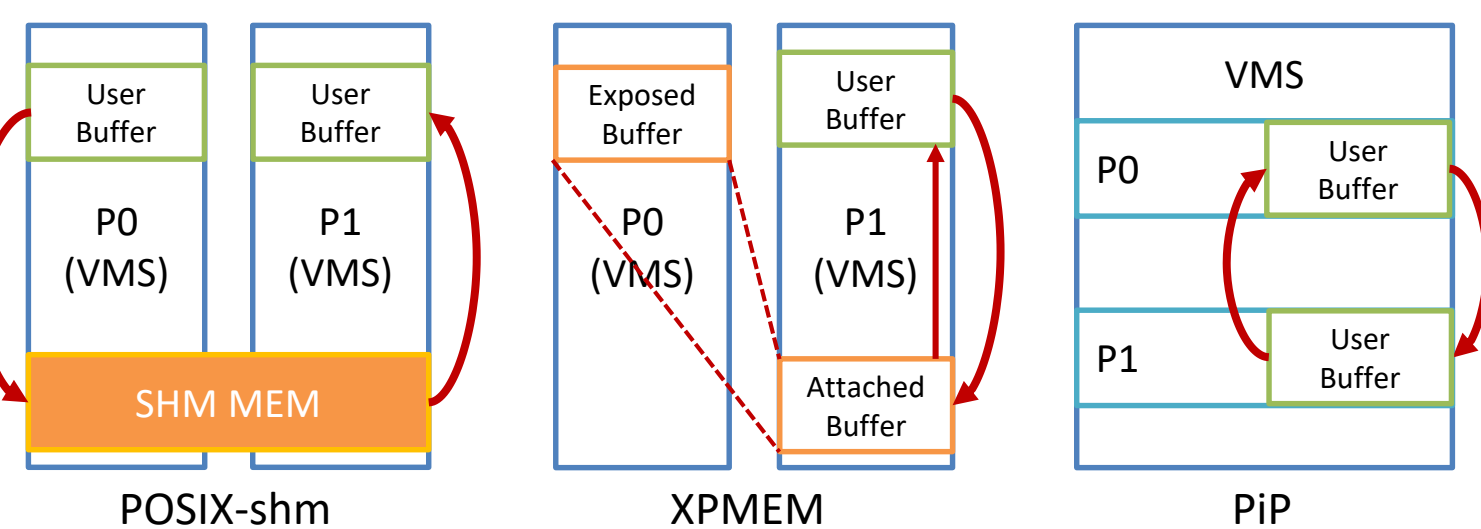 User
Buffer
User
Buffer
P0
(VMS)
P1
(VMS)
SHM MEM
POSIX-shm
Exposed
Buffer
User
Buffer
P0
(VMS)
P1
(VMS)
Attached
Buffer
XPMEM
VMS
P0
User
Buffer
P1
User
Buffer
PiP